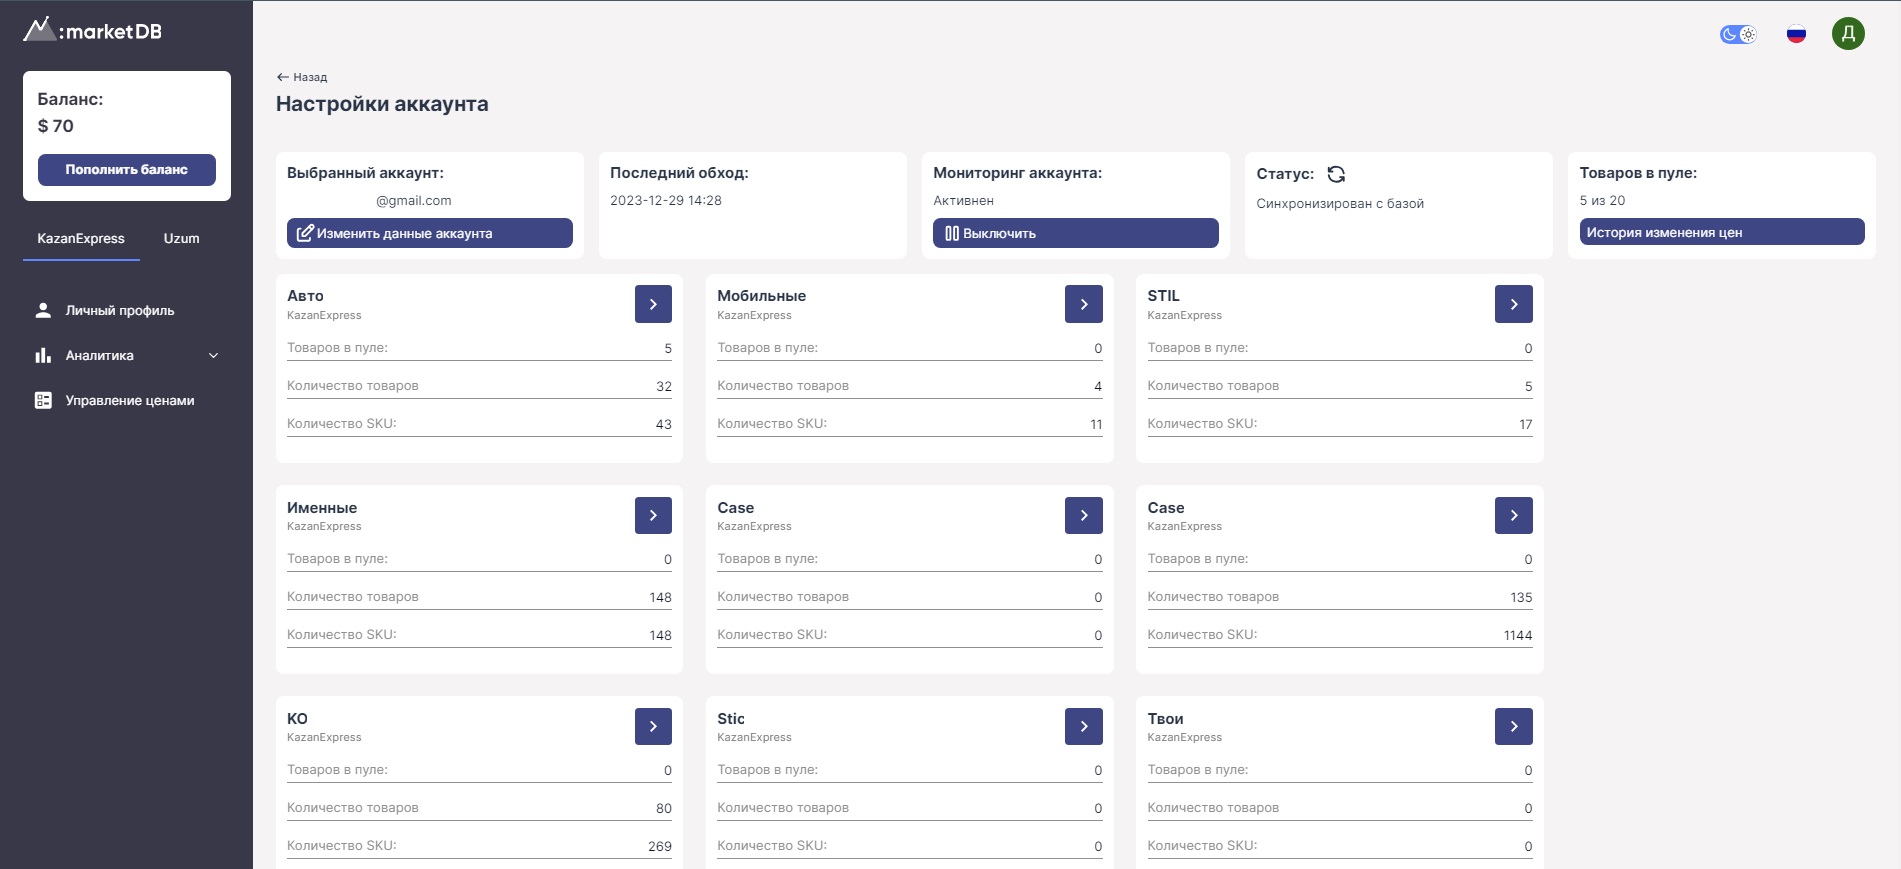 :marketDB
Баланс:
$ 70
Пополнить баланс
KazanExpress
Uzum
Личный профиль
Аналитика
Управление ценами
Д
Назад
Настройки аккаунта
Выбранный аккаунт:
@gmail.com
Изменить данные аккаунта
Последний обход:
2023-12-29 14:28
Мониторинг аккаунта:
Активнен
Выключить
Статус:
Синхронизирован с базой
Товаров в пуле:
5 из 20
История изменения цен
Авто
KazanExpress
Товаров в пуле: 5
Количество товаров 32
Количество SKU: 43
Мобильные
KazanExpress
Товаров в пуле: 0
Количество товаров 4
Количество SKU: 11
STIL
KazanExpress
Товаров в пуле: 0
Количество товаров 5
Количество SKU: 17
Именные
KazanExpress
Товаров в пуле: 0
Количество товаров 148
Количество SKU: 148
Case
KazanExpress
Товаров в пуле: 0
Количество товаров 0
Количество SKU: 0
Case
KazanExpress
Товаров в пуле: 0
Количество товаров 135
Количество SKU: 1144
KO
KazanExpress
Товаров в пуле: 0
Количество товаров 80
Количество SKU: 269
Stic
KazanExpress
Товаров в пуле: 0
Количество товаров 0
Количество SKU: 0
Твои
KazanExpress
Товаров в пуле: 0
Количество товаров 0
Количество SKU: 0